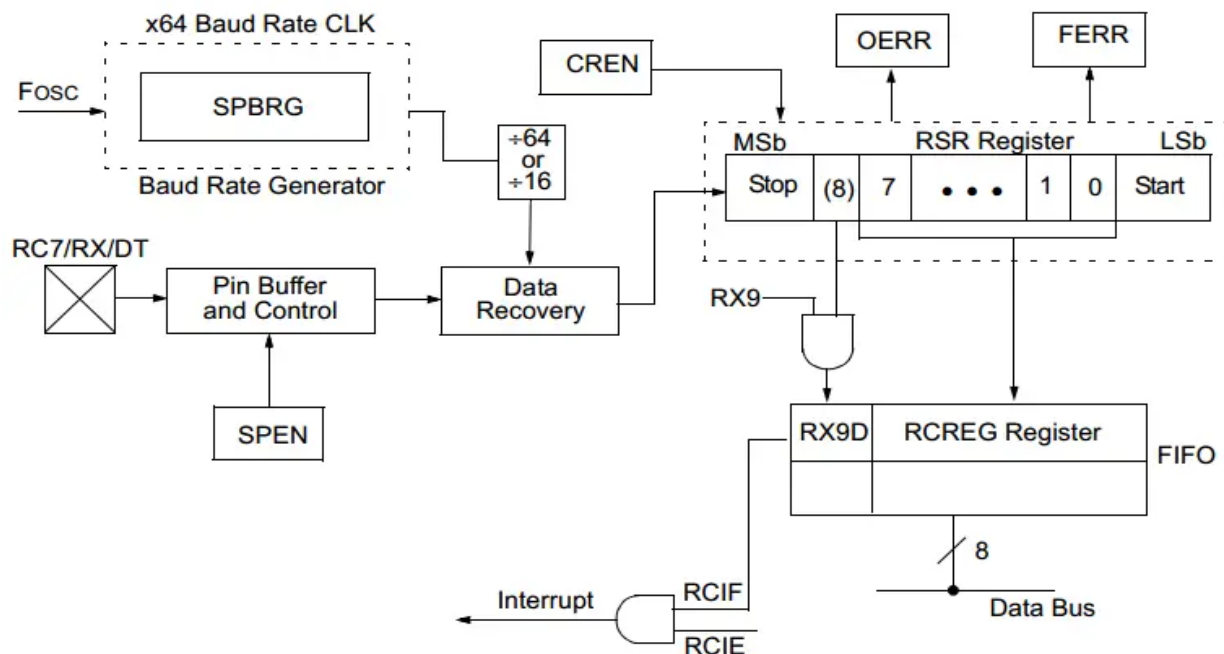 x64 Baud Rate CLK
FOSC
SPBRG
Baud Rate Generator
÷64
or
÷16
CREN
OERR
FERR
MSb
RSR Register
LSb
Stop
(8)
7
• • •
1
0
Start
RC7/RX/DT
Pin Buffer
and Control
Data
Recovery
SPEN
RX9
RX9D
RCREG Register
FIFO
8
Data Bus
Interrupt
RCIF
RCIE